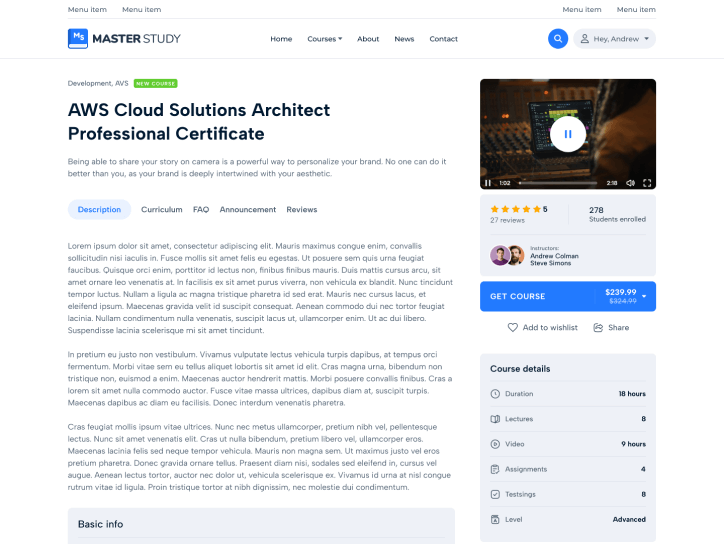 Menu item Menu item Menu item Menu item
Ms MASTERSTUDY Home Courses About News Contact Hey, Andrew
Development, AVS NEW COURSE
AWS Cloud Solutions Architect
Professional Certificate
Being able to share your story on camera is a powerful way to personalize your brand. No one can do it
better than you, as your brand is deeply intertwined with your aesthetic.
Description Curriculum FAQ Announcement Reviews
Lorem ipsum dolor sit amet, consectetur adipiscing elit. Mauris maximus congue enim, convallis
sollicitudin nisi iaculis in. Fusce mollis sit amet felis eu egestas. Ut posuere sem quis urna feugiat
faucibus. Quisque orci enim, porttitor id lectus non, finibus finibus mauris. Duis mattis cursus arcu, sit
amet ornare leo venenatis at. In facilisis ex sit amet purus viverra, non vehicula ex blandit. Nunc tincidunt
tempor luctus. Nullam a ligula ac magna tristique pharetra id sed erat. Mauris nec cursus lacus, et
eleifend ipsum. Maecenas gravida velit id suscipit consequat. Aenean commodo dui nec tortor feugiat
lacinia. Nullam condimentum nulla venenatis, suscipit lacus ut, ullamcorper enim. Ut ac dui libero.
Suspendisse lacinia scelerisque mi sit amet tincidunt.
In pretium eu justo non vestibulum. Vivamus vulputate lectus vehicula turpis dapibus, at tempus orci
fermentum. Morbi vitae sem eu tellus aliquet lobortis sit amet id elit. Cras magna urna, bibendum non
tristique non, euismod a enim. Maecenas auctor hendrerit mattis. Morbi posuere convallis finibus. Cras a
lorem sit amet nulla commodo auctor. Fusce vitae massa ultrices, dapibus diam at, suscipit turpis.
Maecenas dapibus ac diam eu facilisis. Donec interdum venenatis pharetra.
Cras feugiat mollis ipsum vitae ultrices. Nunc nec metus ullamcorper, pretium nibh vel, pellentesque
lectus. Nunc sit amet venenatis elit. Cras ut nulla bibendum, pretium libero vel, ullamcorper eros.
Maecenas lacinia felis sed neque tempor vehicula. Mauris non magna sem. Ut maximus justo vel eros
pretium pharetra. Donec gravida ornare tellus. Praesent diam nisi, sodales sed eleifend in, cursus vel
augue. Aenean lectus tortor, auctor nec dolor ut, vehicula scelerisque ex. Vivamus id urna at nisl congue
rutrum vitae id ligula. Proin tristique tortor at nibh dignissim, nec molestie dui condimentum.
Basic info
1:02 2:18
5 278
27 reviews Students enrolled
Instructors:
Andrew Colman
Steve Simons
GET COURSE $239.99
$324.99
Add to wishlist Share
Course details
Duration 18 hours
Lectures 8
Video 9 hours
Assignments 4
Testsings 8
Level Advanced